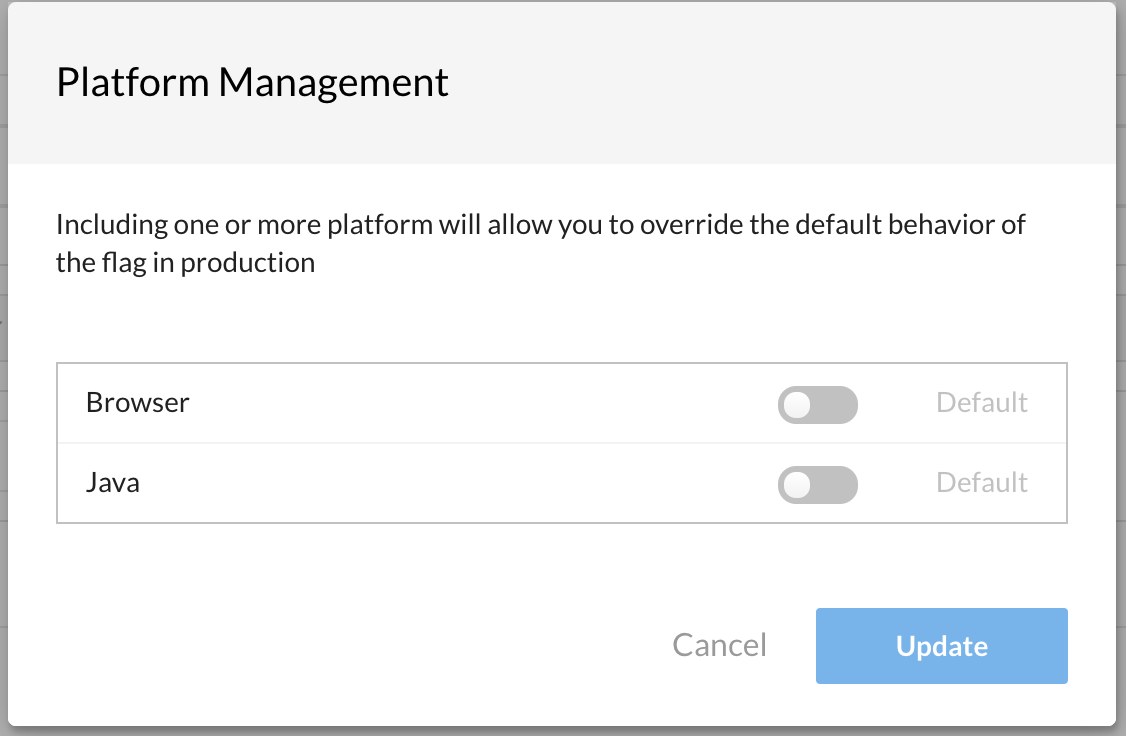 Platform Management
Including one or more platform will allow you to override the default behavior of
the flag in production
Browser Default
Java Default
Cancel Update